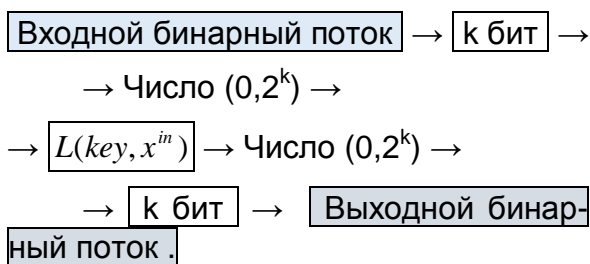 Входной бинарный поток → k бит →
→ Число (0,2^k) →
→ L(key, x^in) → Число (0,2^k) →
→ k бит → Выходной бинар-
ный поток .